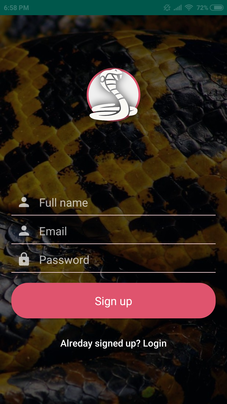 6:58 PM
72%
Full name
Email
Password
Sign up
Alreday signed up? Login